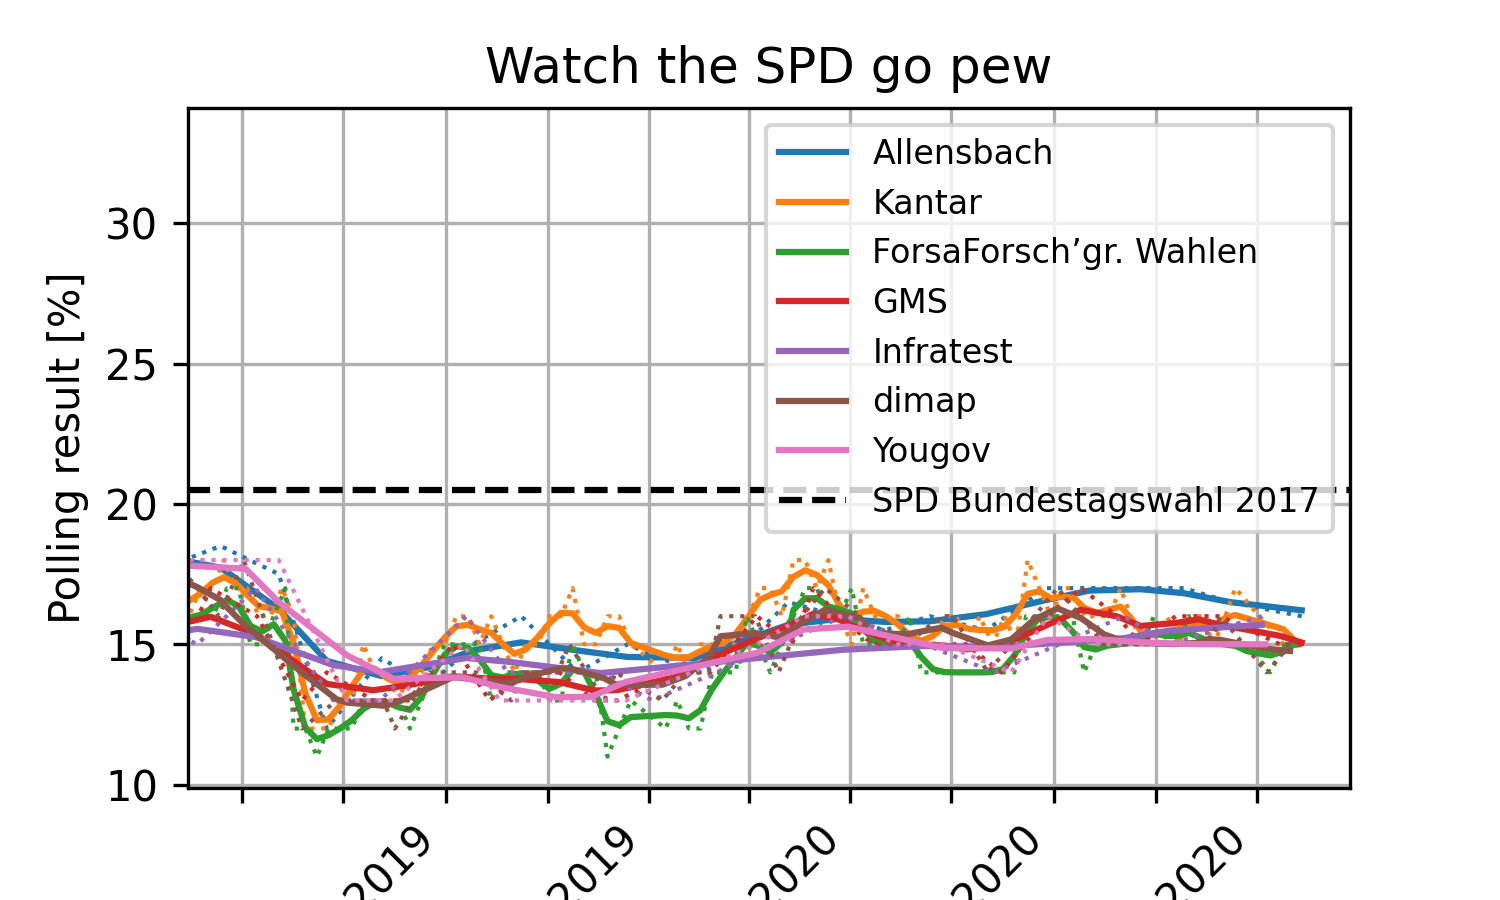 Watch the SPD go pew
Polling result [%]
30
25
20
15
10
Allensbach
Kantar
ForsaForsch’gr. Wahlen
GMS
Infratest
dimap
Yougov
SPD Bundestagswahl 2017
2019
2019
2020
2020
2020